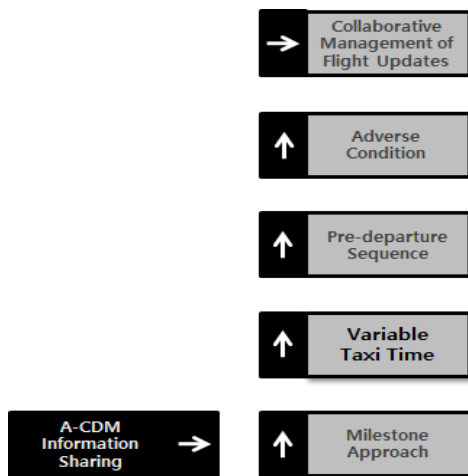 Collaborative
Management of
Flight Updates
Adverse
Condition
Pre-departure
Sequence
Variable
Taxi Time
A-CDM
Information
Sharing
Milestone
Approach